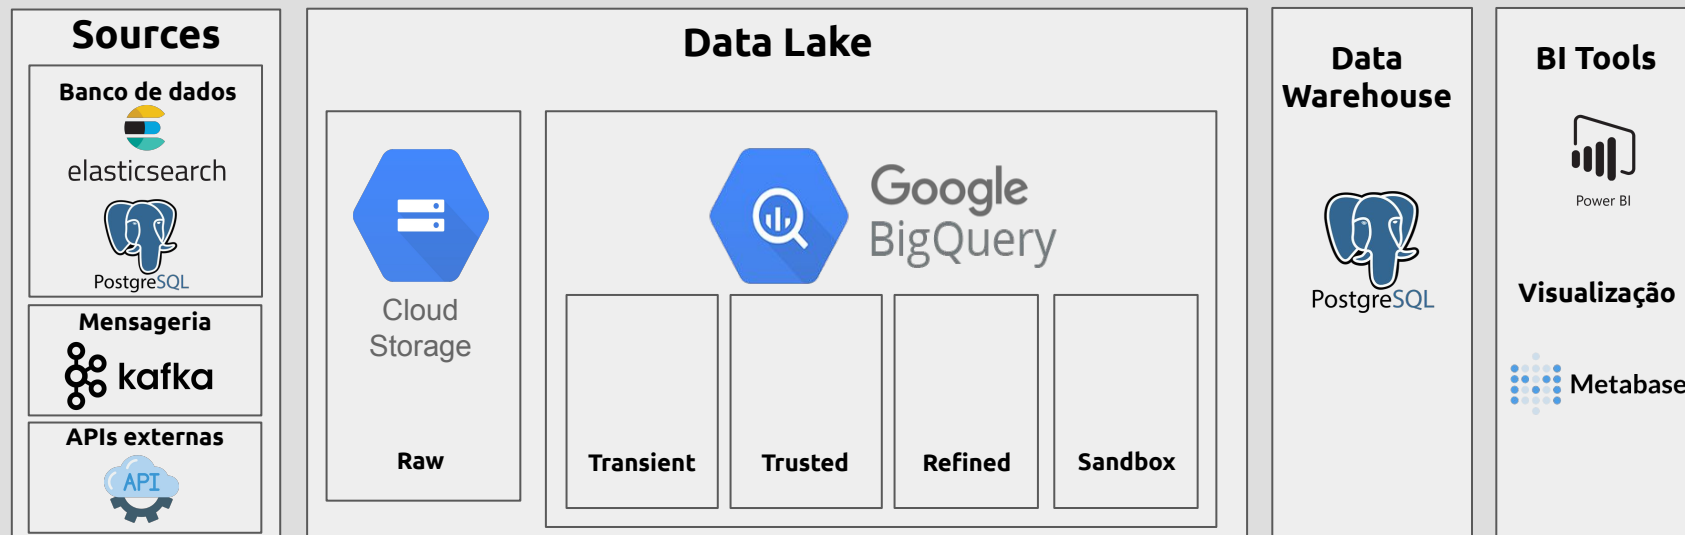 Sources
Banco de dados
elasticsearch
PostgreSQL
Mensageria
kafka
APIs externas
API
Data Lake
Cloud
Storage
Raw
Google
BigQuery
Transient
Trusted
Refined
Sandbox
Data
Warehouse
PostgreSQL
BI Tools
Power BI
Visualização
Metabase